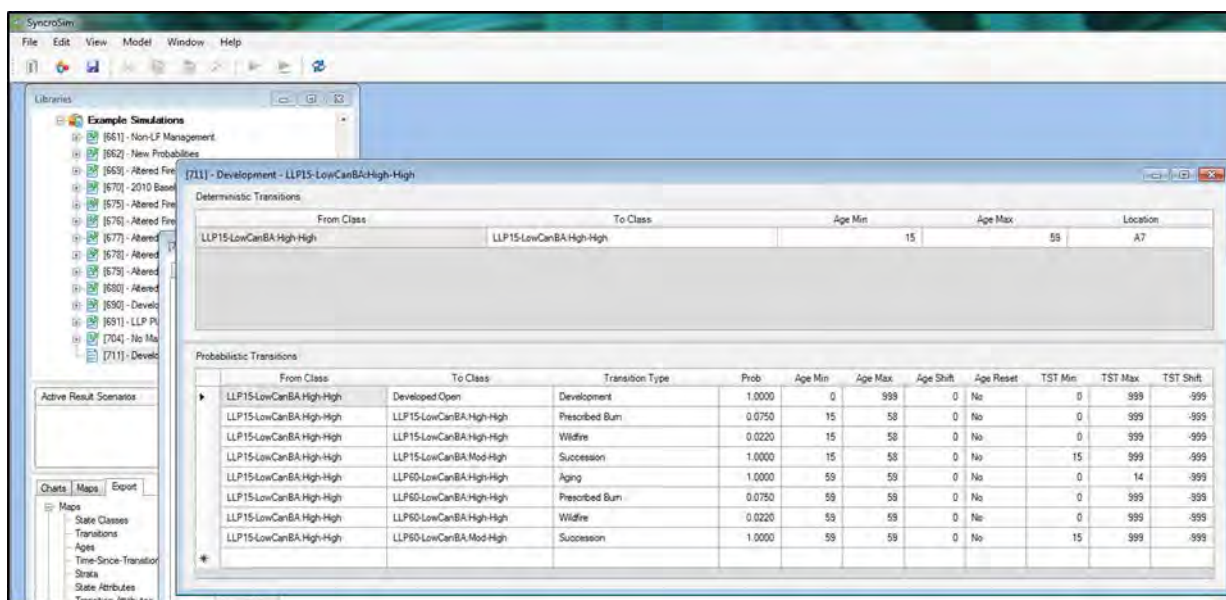 SyncroSim
File Edit View Model Window Help
Libraries
Example Simulations
[661] - Non-LF Management
[662] - New Probabilities
[669] - Altered Fire
[670] - 2010 Basel
[675] - Altered Fire
[676] - Altered Fire
[677] - Altered
[678] - Altered
[679] - Altered
[680] - Altered
[690] - Develo
[691] - LLP Pl
[704] - No Ma
[711] - Develo
Active Result Scenarios
Charts Maps Export
Maps
State Classes
Transitions
Ages
Time-Since-Transition
Strata
State Attributes
[711] - Development - LLP15-LowCanBA:High-High
Deterministic Transitions
From Class To Class Age Min Age Max Location
LLP15-LowCanBA:High-High LLP15-LowCanBA:High-High 15 59 A7
Probabilistic Transitions
From Class To Class Transition Type Prob Age Min Age Max Age Shift Age Reset TST Min TST Max TST Shift
LLP15-LowCanBA:High-High Developed:Open Development 1.0000 0 999 0 No 0 999 -999
LLP15-LowCanBA:High-High LLP15-LowCanBA:High-High Prescribed Burn 0.0750 15 58 0 No 0 999 -999
LLP15-LowCanBA:High-High LLP15-LowCanBA:High-High Wildfire 0.0220 15 58 0 No 0 999 -999
LLP15-LowCanBA:High-High LLP15-LowCanBA:Mod-High Succession 1.0000 15 58 0 No 15 999 -999
LLP15-LowCanBA:High-High LLP60-LowCanBA:High-High Aging 1.0000 59 59 0 No 0 14 -999
LLP15-LowCanBA:High-High LLP60-LowCanBA:High-High Prescribed Burn 0.0750 59 59 0 No 0 999 -999
LLP15-LowCanBA:High-High LLP60-LowCanBA:High-High Wildfire 0.0220 59 59 0 No 0 999 -999
LLP15-LowCanBA:High-High LLP60-LowCanBA:Mod-High Succession 1.0000 59 59 0 No 15 999 -999